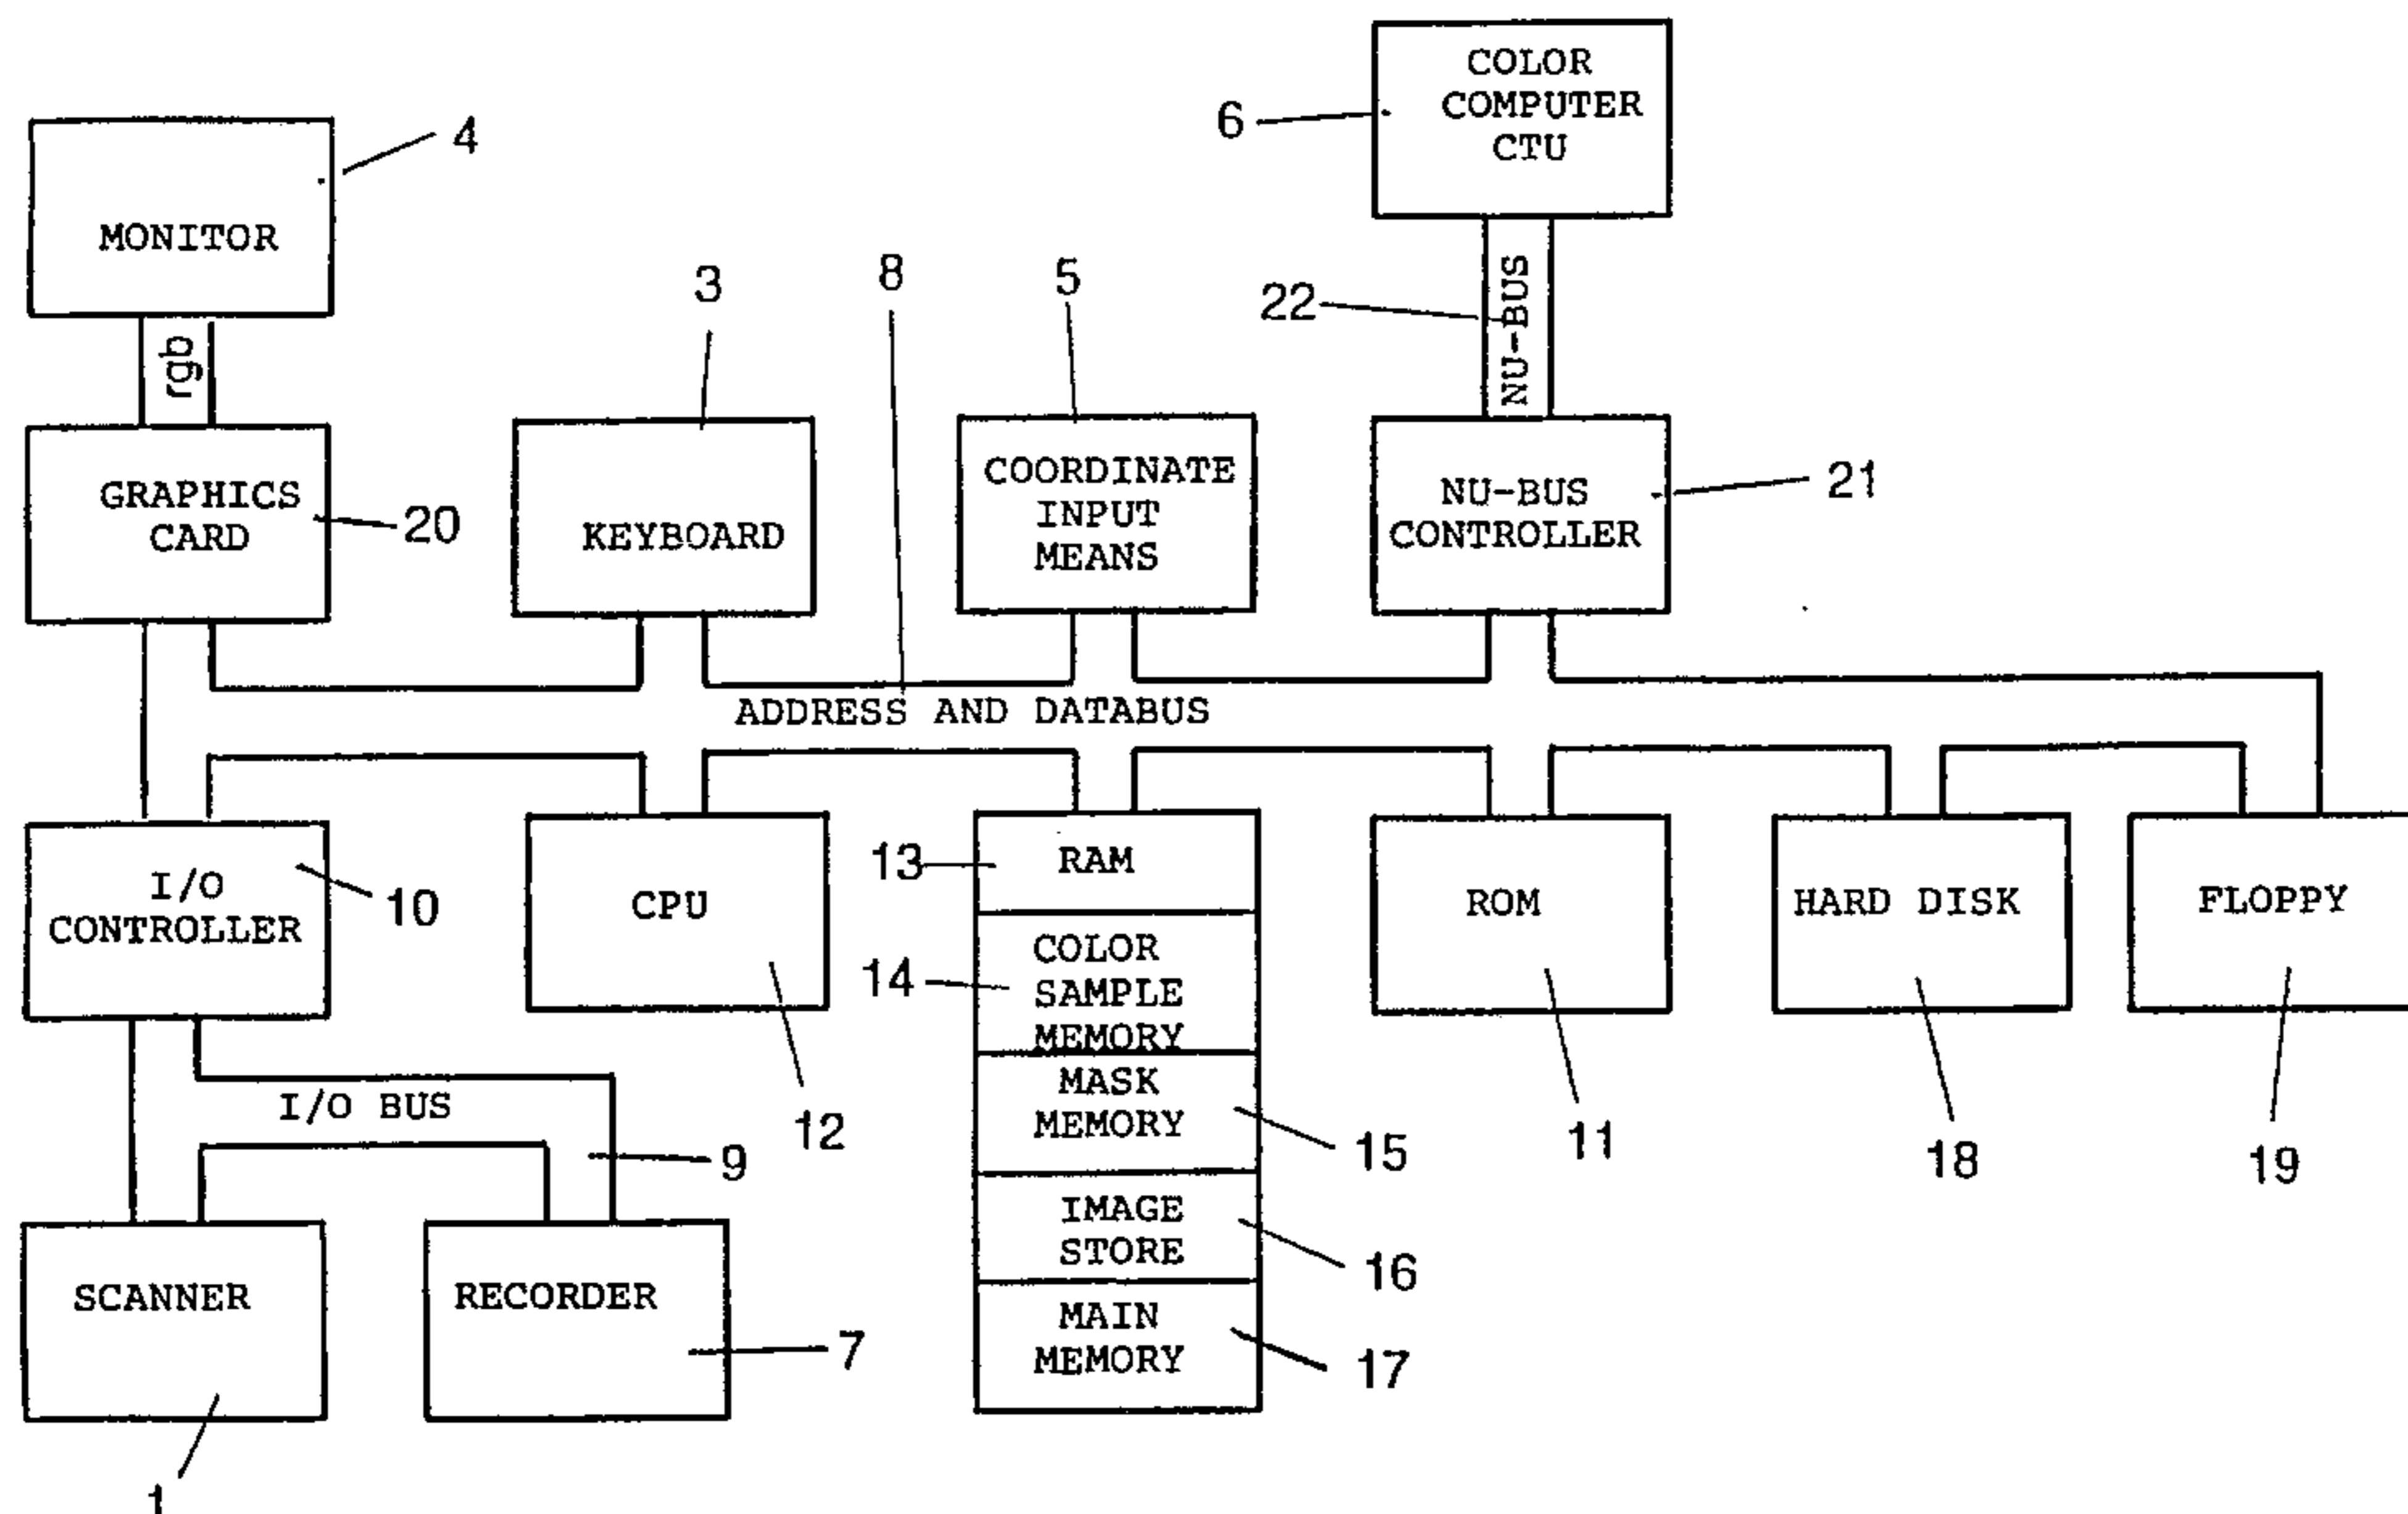 COLOR
COMPUTER
CTU
6
4
MONITOR
rgb
3
8
5
22
NU-BUS
GRAPHICS
CARD
20
KEYBOARD
COORDINATE
INPUT
MEANS
NU-BUS
CONTROLLER
21
ADDRESS AND DATABUS
I/O
CONTROLLER
10
CPU
12
13
RAM
14
COLOR
SAMPLE
MEMORY
MASK
MEMORY
15
IMAGE
STORE
16
MAIN
MEMORY
17
ROM
11
HARD DISK
18
FLOPPY
19
I/O BUS
9
SCANNER
1
RECORDER
7